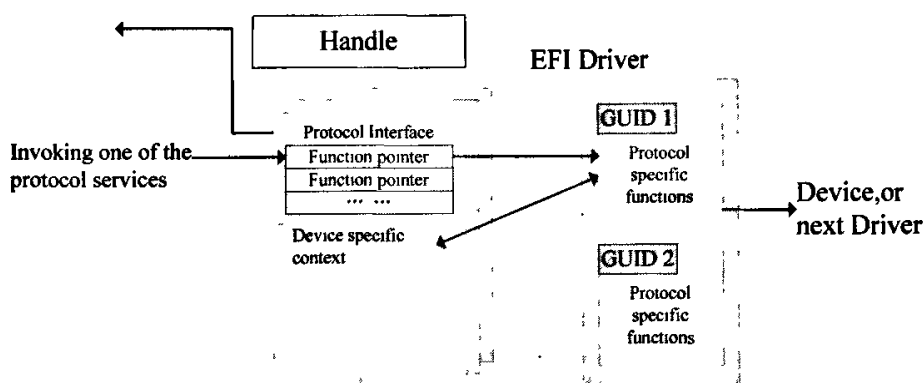 Handle
EFI Driver
GUID 1
Protocol Interface
Invoking one of the
protocol services
Function pointer
Function pointer
... ...
Protocol
specific
functions
Device,or
next Driver
Device specific
context
GUID 2
Protocol
specific
functions